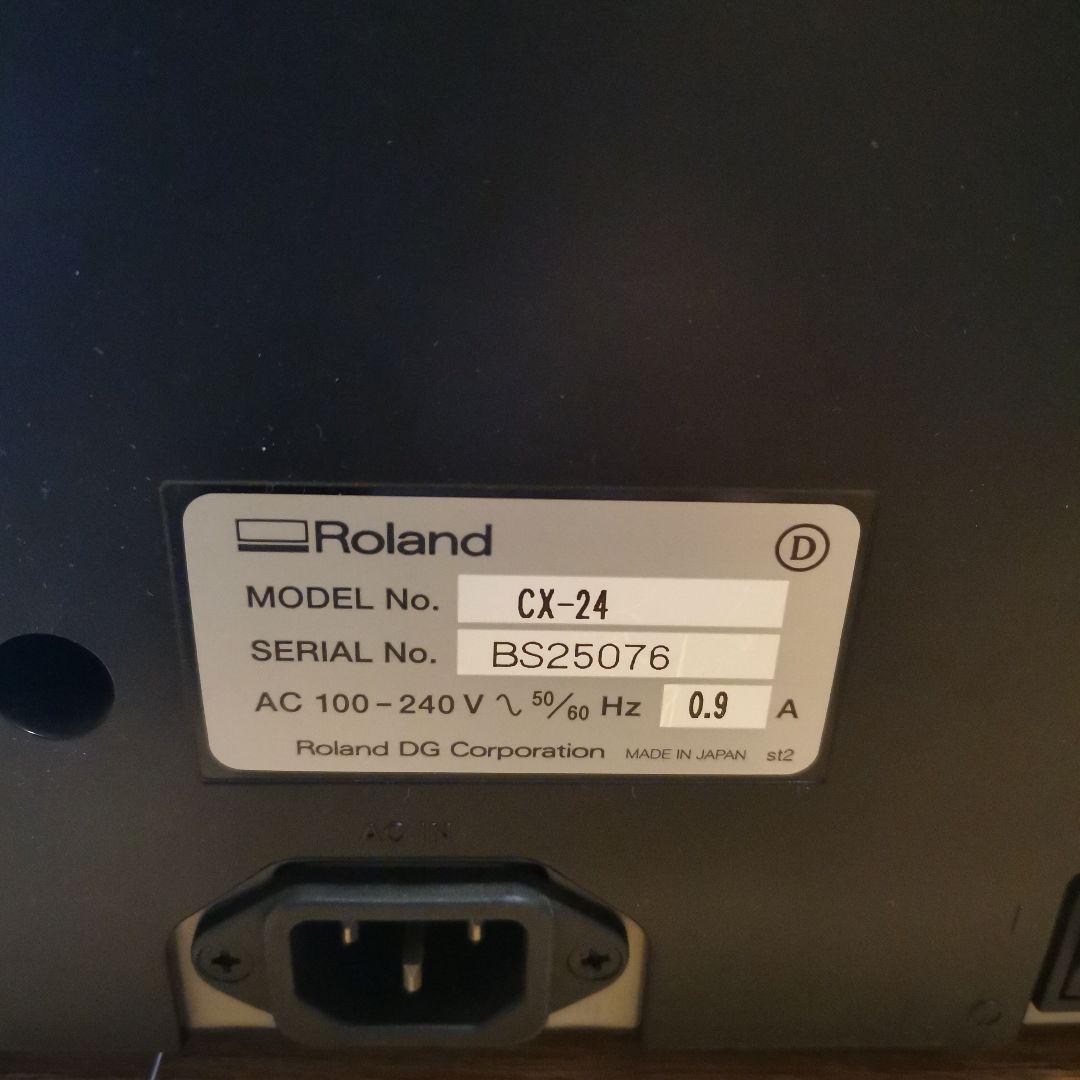 Roland
D
MODEL No. CX-24
SERIAL No. BS25076
AC 100-240 V ∿ 50/60 Hz 0.9 A
Roland DG Corporation MADE IN JAPAN st2
AC IN